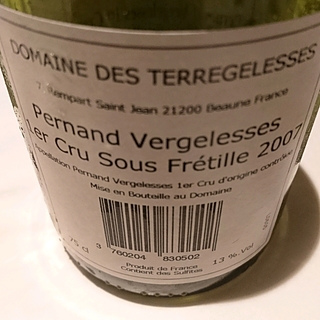 DOMAINE DES TERREGELESSES
7, Rempart Saint Jean 21200 Beaune France
Pernand Vergelesses
1er Cru Sous Frétille 2007
Appellation Pernand Vergelesses 1er Cru d'origine contrôlée
Mise en Bouteille au Domaine
3 760204 830502
13 %.vol
Produit de France
Contient des Sulfites